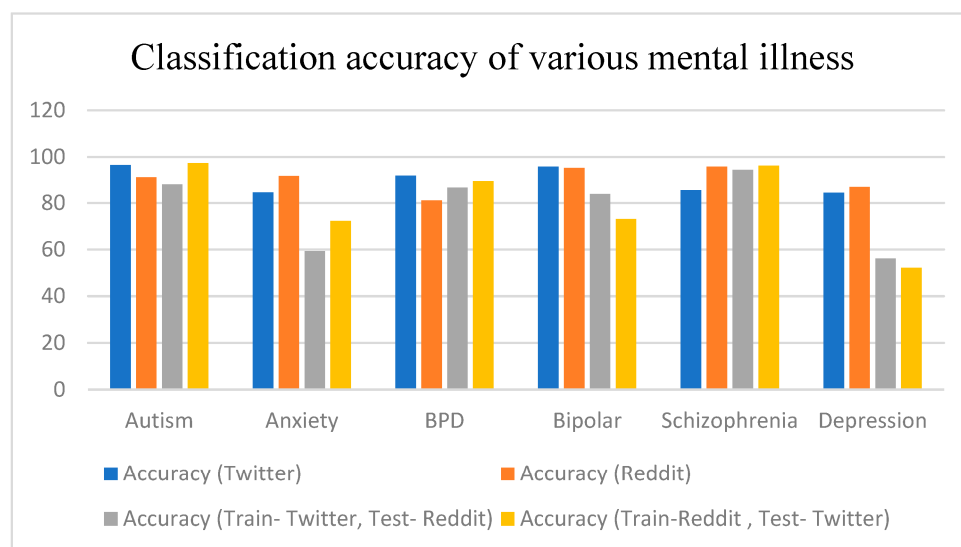 Classification accuracy of various mental illness
120
100
80
60
40
20
0
Autism Anxiety BPD Bipolar Schizophrenia Depression
Accuracy (Twitter) Accuracy (Reddit)
Accuracy (Train- Twitter, Test- Reddit) Accuracy (Train-Reddit , Test- Twitter)